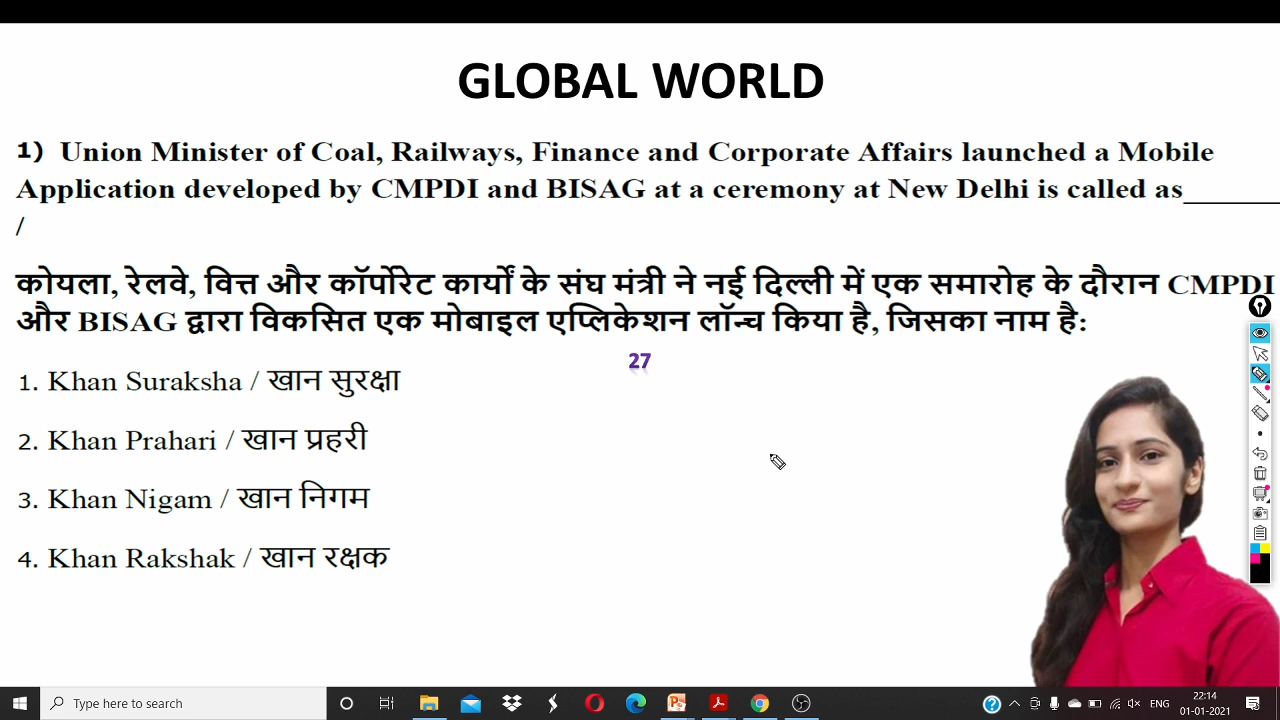 GLOBAL WORLD
1) Union Minister of Coal, Railways, Finance and Corporate Affairs launched a Mobile
Application developed by CMPDI and BISAG at a ceremony at New Delhi is called as_______
/
कोयला, रेलवे, वित्त और कॉर्पोरेट कार्यों के संघ मंत्री ने नई दिल्ली में एक समारोह के दौरान CMPDI
और BISAG द्वारा विकसित एक मोबाइल एप्लिकेशन लॉन्च किया है, जिसका नाम है:
27
1. Khan Suraksha / खान सुरक्षा
2. Khan Prahari / खान प्रहरी
3. Khan Nigam / खान निगम
4. Khan Rakshak / खान रक्षक
Type here to search
ENG
22:14
01-01-2021